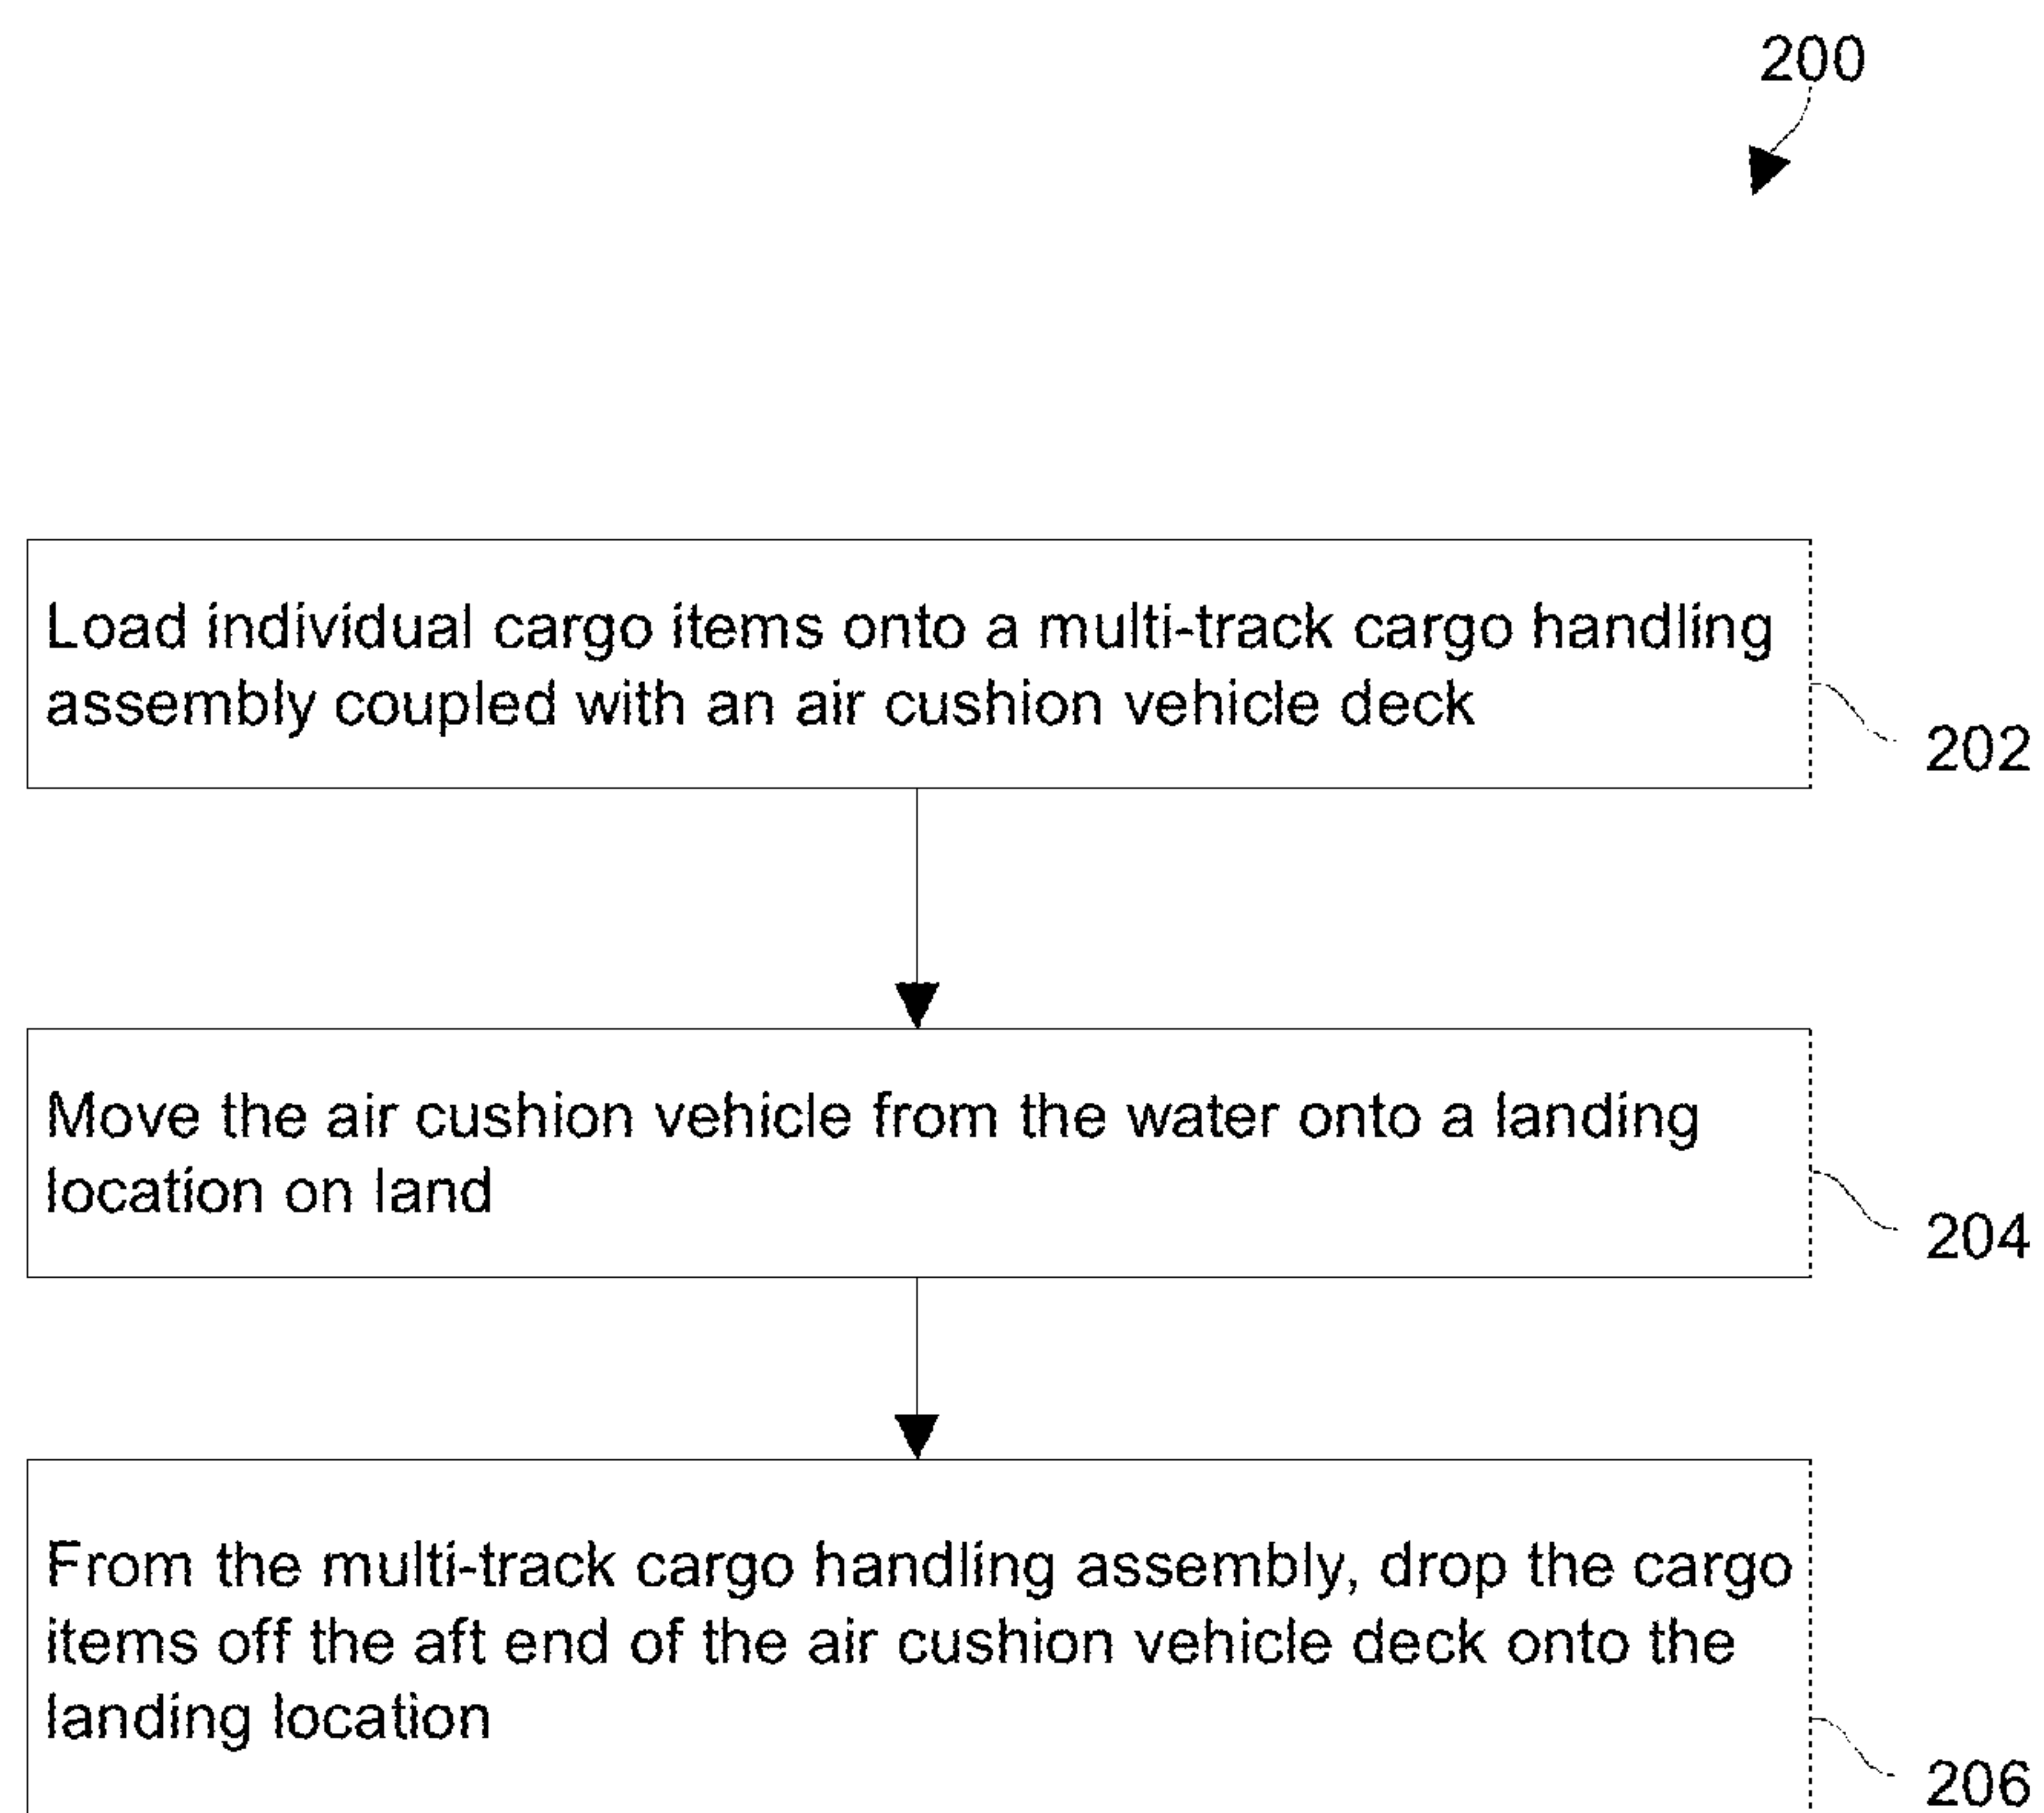 200
Load individual cargo items onto a multi-track cargo handling
assembly coupled with an air cushion vehicle deck
202
Move the air cushion vehicle from the water onto a landing
location on land
204
From the multi-track cargo handling assembly, drop the cargo
items off the aft end of the air cushion vehicle deck onto the
landing location
206